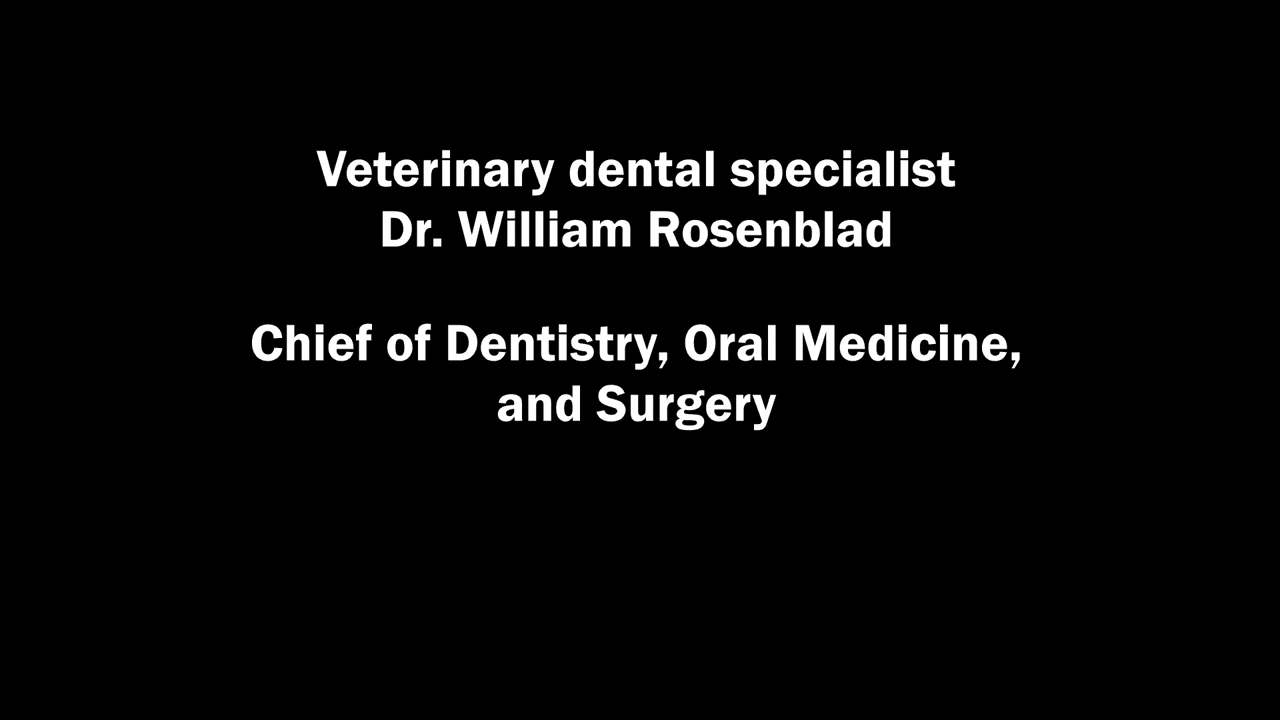 Veterinary dental specialist
Dr. William Rosenblad
Chief of Dentistry, Oral Medicine,
and Surgery